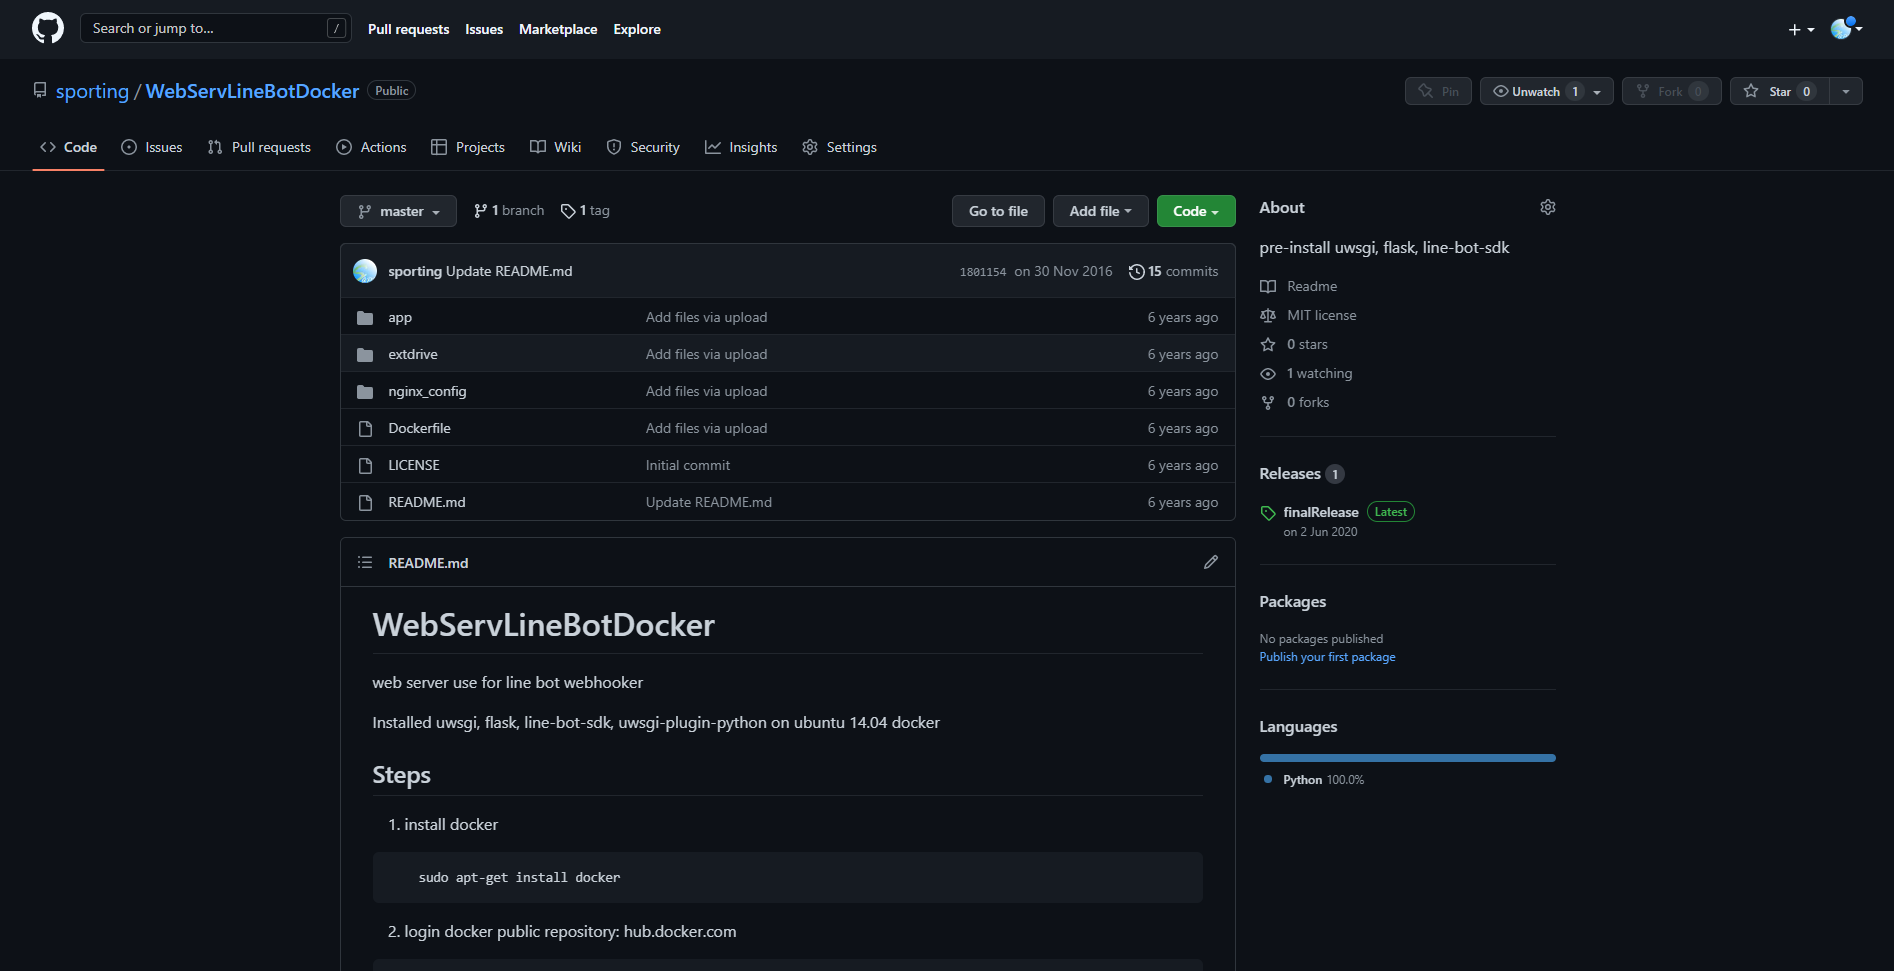 Search or jump to... / Pull requests Issues Marketplace Explore
sporting / WebServLineBotDocker Public
Pin Unwatch 1 Fork 0 Star 0
Code Issues Pull requests Actions Projects Wiki Security Insights Settings
master 1 branch 1 tag Go to file Add file Code
sporting Update README.md 1801154 on 30 Nov 2016 15 commits
app Add files via upload 6 years ago
extdrive Add files via upload 6 years ago
nginx_config Add files via upload 6 years ago
Dockerfile Add files via upload 6 years ago
LICENSE Initial commit 6 years ago
README.md Update README.md 6 years ago
README.md
WebServLineBotDocker
web server use for line bot webhooker
Installed uwsgi, flask, line-bot-sdk, uwsgi-plugin-python on ubuntu 14.04 docker
Steps
1. install docker
sudo apt-get install docker
2. login docker public repository: hub.docker.com
About
pre-install uwsgi, flask, line-bot-sdk
Readme
MIT license
0 stars
1 watching
0 forks
Releases 1
finalRelease Latest
on 2 Jun 2020
Packages
No packages published
Publish your first package
Languages
Python 100.0%